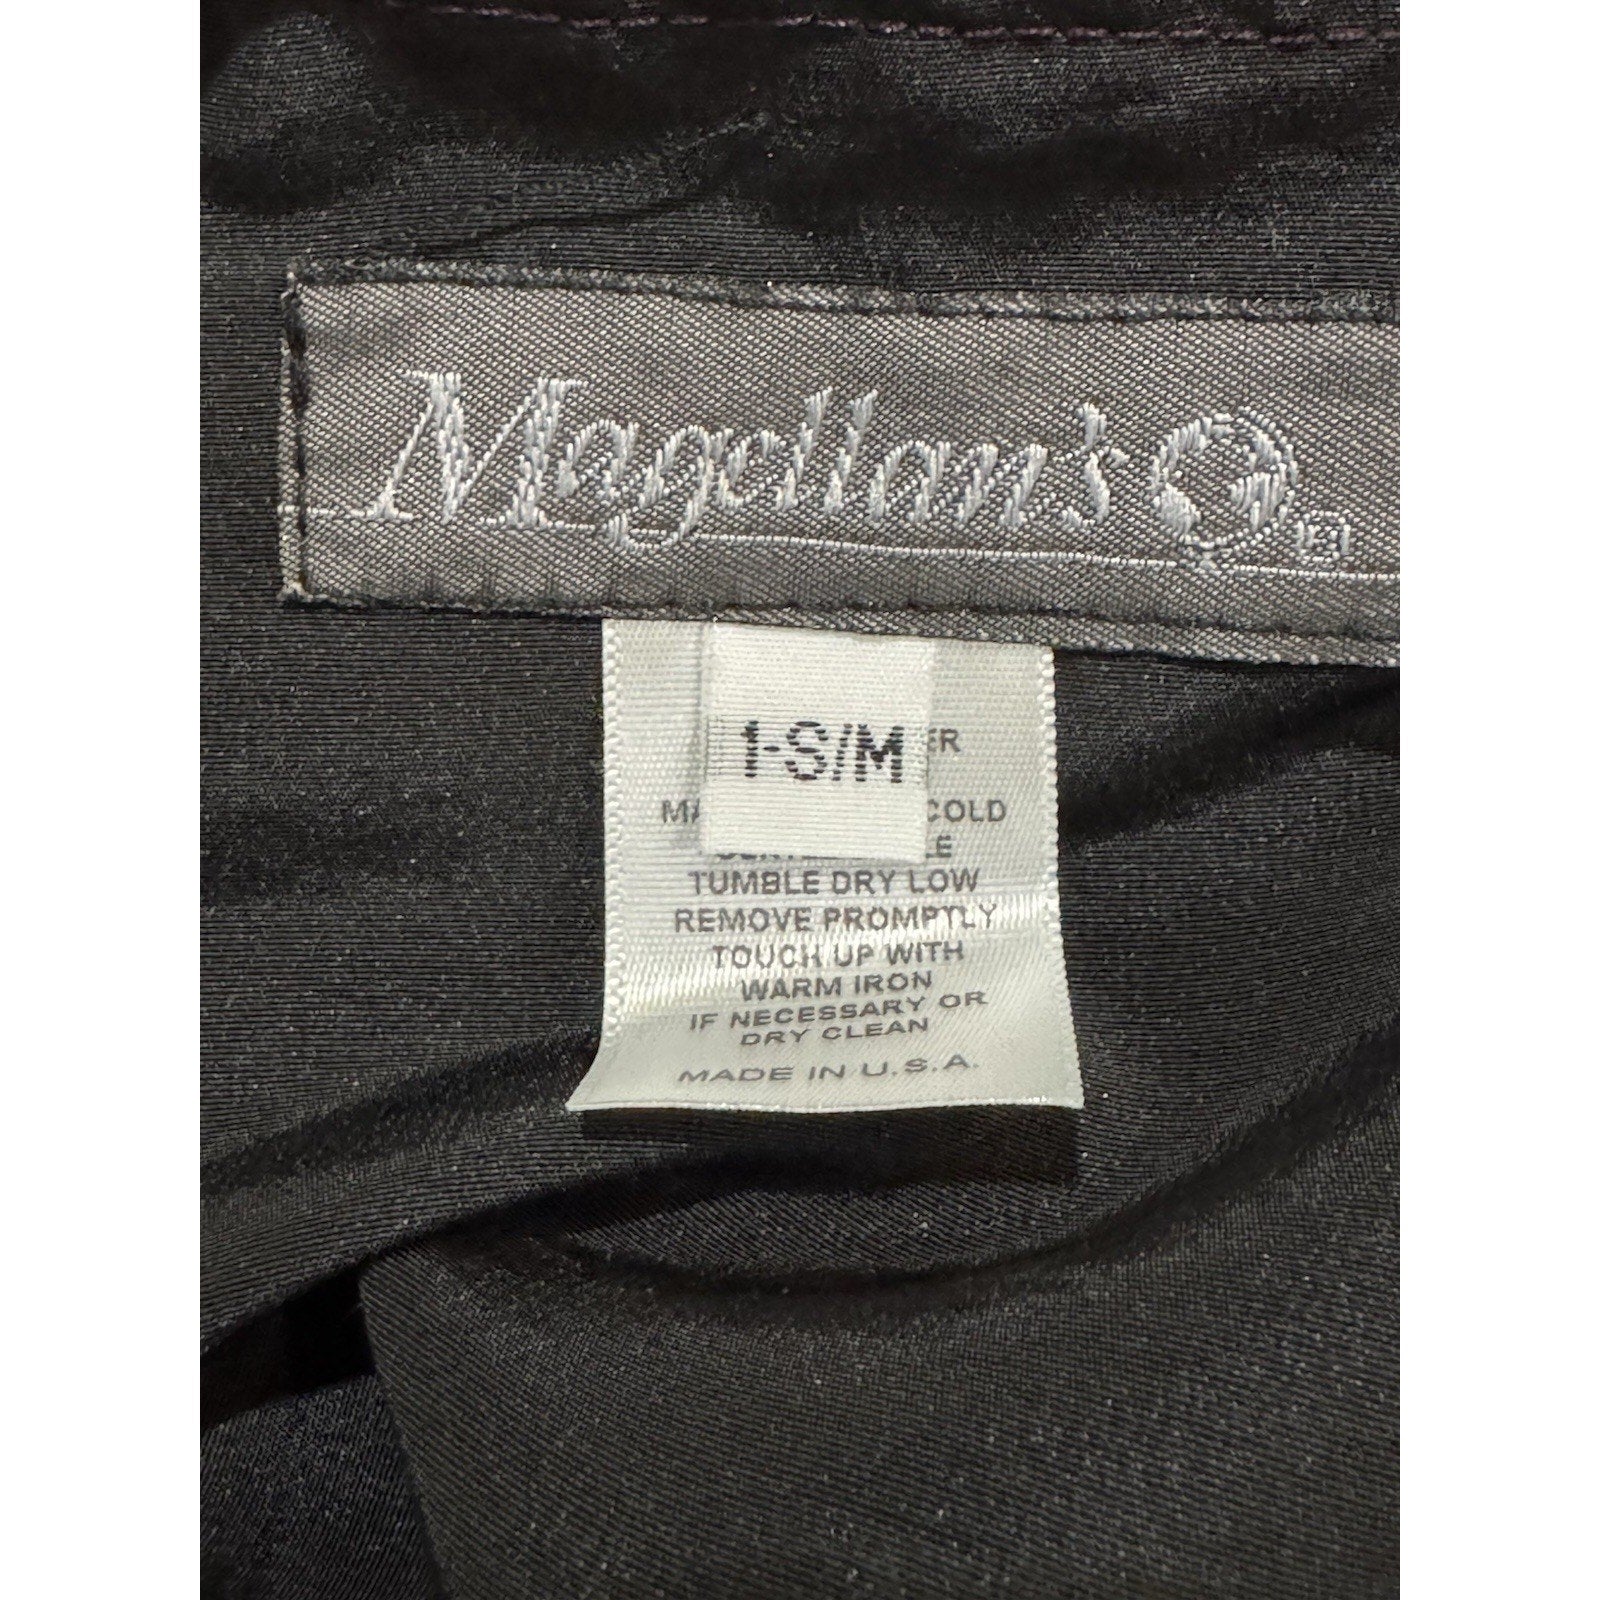 Magellan's ®
1-S/M
COLD
TUMBLE DRY LOW
REMOVE PROMPTLY
TOUCH UP WITH
WARM IRON
IF NECESSARY OR
DRY CLEAN
MADE IN U.S.A.